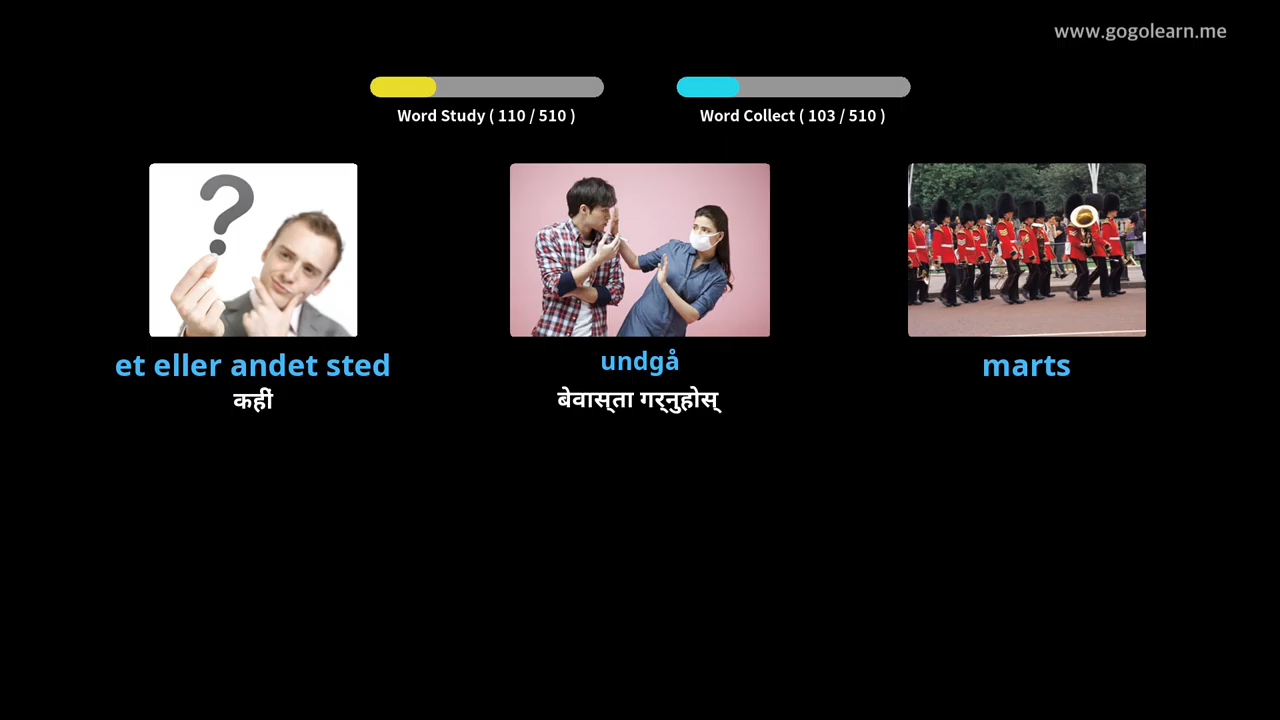 www.gogolearn.me
Word Study ( 110 / 510 )
Word Collect ( 103 / 510 )
et eller andet sted
undgå
marts
कहीं
बेवास्ता गर्नुहोस्